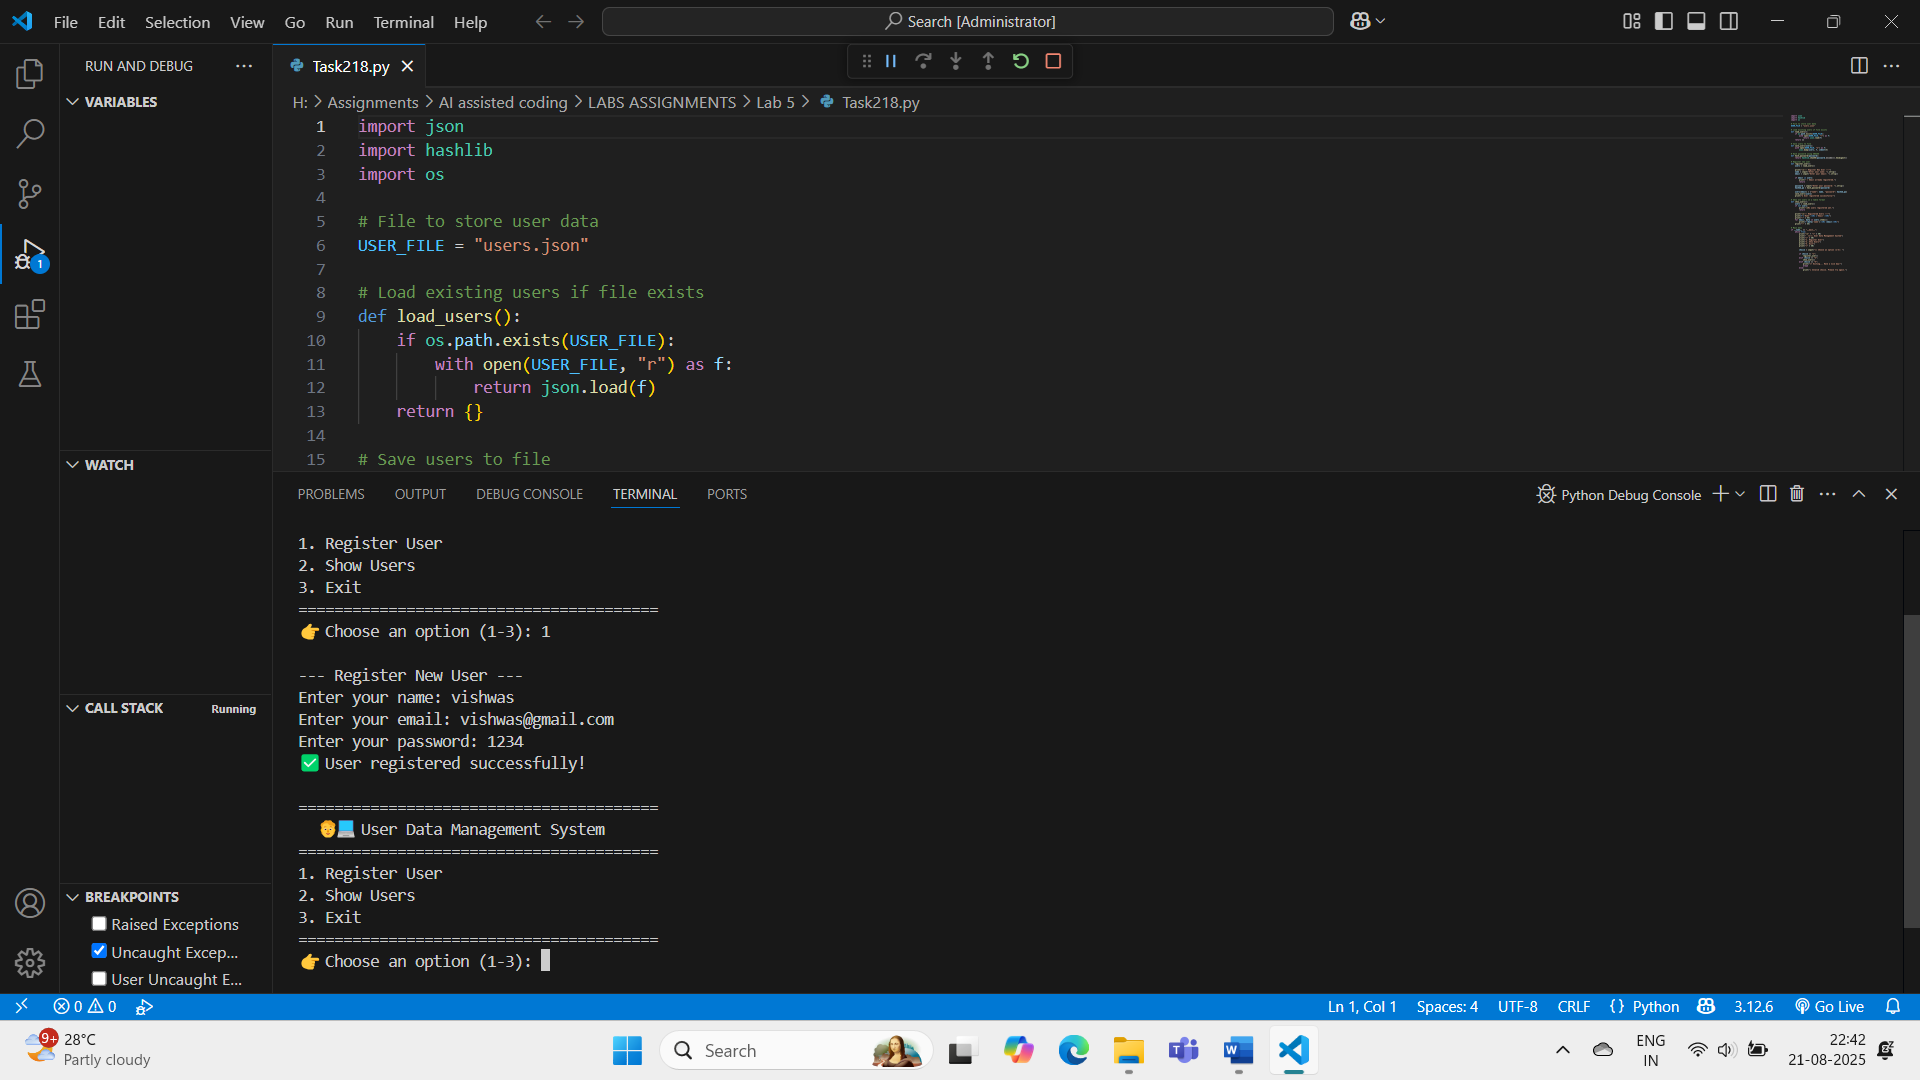 File Edit Selection View Go Run Terminal Help
Search [Administrator]
RUN AND DEBUG
Task218.py
VARIABLES
H: > Assignments > AI assisted coding > LABS ASSIGNMENTS > Lab 5 > Task218.py
1 import json
2 import hashlib
3 import os
4
5 # File to store user data
6 USER_FILE = "users.json"
7
8 # Load existing users if file exists
9 def load_users():
10 if os.path.exists(USER_FILE):
11 with open(USER_FILE, "r") as f:
12 return json.load(f)
13 return {}
14
15 # Save users to file
WATCH
CALL STACK Running
BREAKPOINTS
Raised Exceptions
Uncaught Excep...
User Uncaught E...
PROBLEMS OUTPUT DEBUG CONSOLE TERMINAL PORTS
Python Debug Console
1. Register User
2. Show Users
3. Exit
========================================
👉 Choose an option (1-3): 1
--- Register New User ---
Enter your name: vishwas
Enter your email: vishwas@gmail.com
Enter your password: 1234
✅ User registered successfully!
========================================
🧑💻 User Data Management System
========================================
1. Register User
2. Show Users
3. Exit
========================================
👉 Choose an option (1-3):
1
0 0
Ln 1, Col 1 Spaces: 4 UTF-8 CRLF {} Python 3.12.6 Go Live
9+ 28°C
Partly cloudy
Search
ENG
IN
22:42
21-08-2025